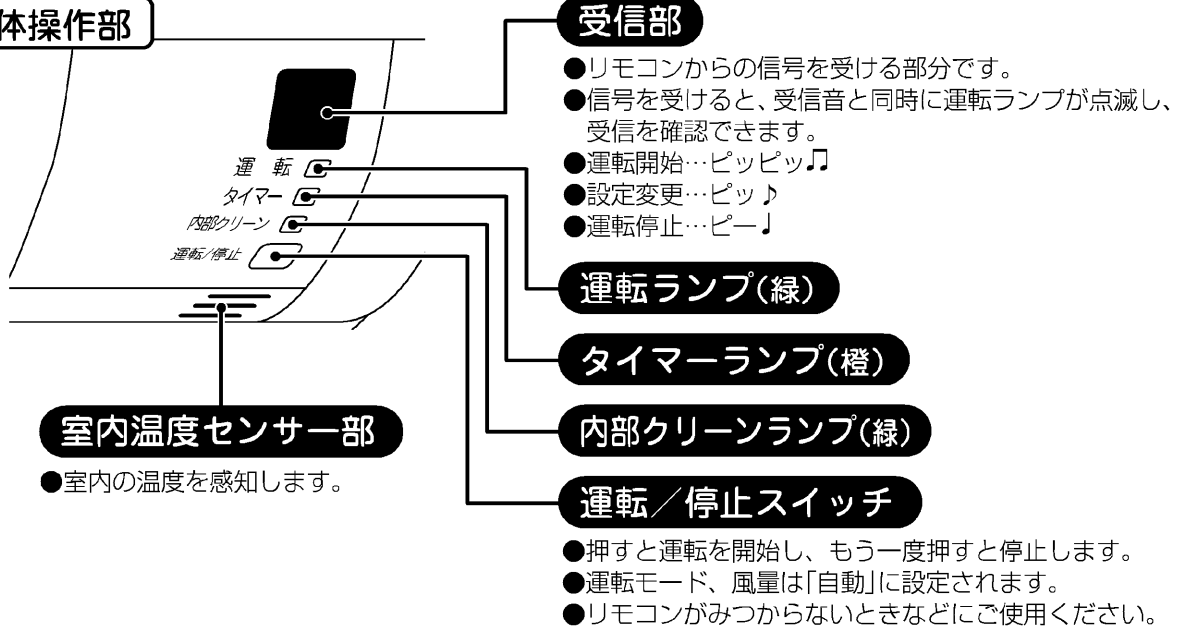 体操作部
受信部
●リモコンからの信号を受ける部分です。
●信号を受けると、受信音と同時に運転ランプが点滅し、
受信を確認できます。
●運転開始…ピッピッ♫
●設定変更…ピッ♪
●運転停止…ピー♩
運 転
タイマー
内部クリーン
運転/停止
運転ランプ(緑)
タイマーランプ(橙)
内部クリーンランプ(緑)
室内温度センサー部
●室内の温度を感知します。
運転/停止スイッチ
●押すと運転を開始し、もう一度押すと停止します。
●運転モード、風量は「自動」に設定されます。
●リモコンがみつからないときなどにご使用ください。